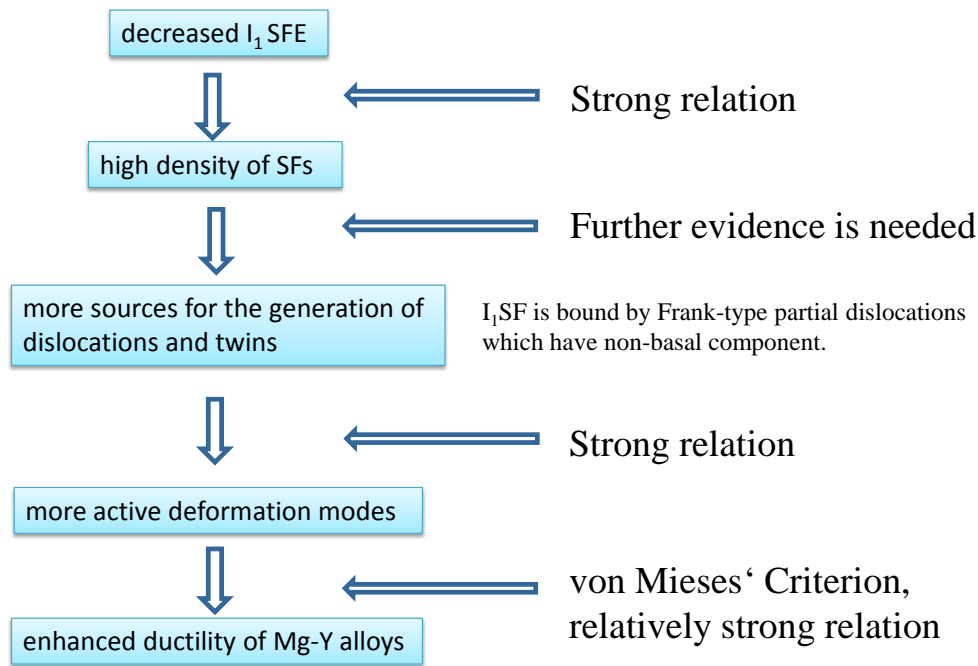 decreased I₁ SFE
Strong relation
high density of SFs
Further evidence is needed
more sources for the generation of
dislocations and twins
I₁SF is bound by Frank-type partial dislocations
which have non-basal component.
Strong relation
more active deformation modes
von Mieses‘ Criterion,
relatively strong relation
enhanced ductility of Mg-Y alloys